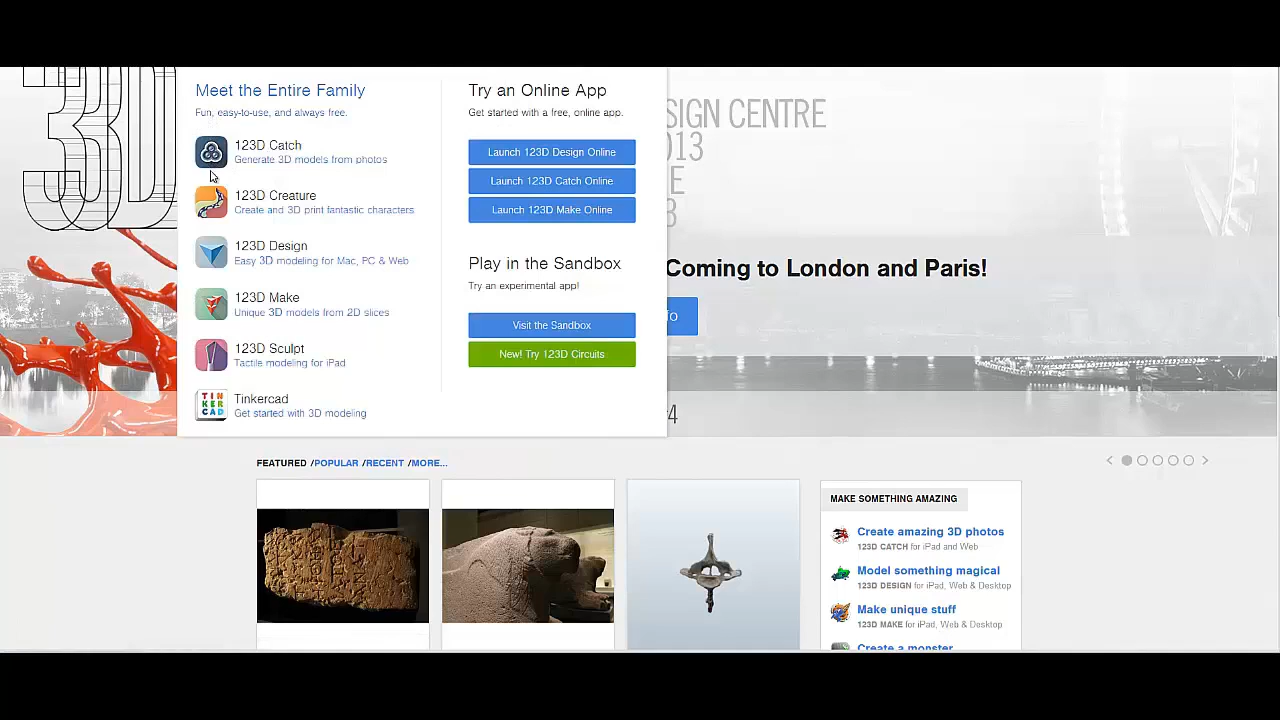 3D
Meet the Entire Family
Fun, easy-to-use, and always free.
123D Catch
Generate 3D models from photos
123D Creature
Create and 3D print fantastic characters
123D Design
Easy 3D modeling for Mac, PC & Web
123D Make
Unique 3D models from 2D slices
123D Sculpt
Tactile modeling for iPad
TIN
KER
CAD
Tinkercad
Get started with 3D modeling
Try an Online App
Get started with a free, online app.
Launch 123D Design Online
Launch 123D Catch Online
Launch 123D Make Online
Play in the Sandbox
Try an experimental app!
Visit the Sandbox
New! Try 123D Circuits
SIGN CENTRE
013
E
3
Coming to London and Paris!
fo
4
FEATURED /POPULAR /RECENT /MORE...
MAKE SOMETHING AMAZING
Create amazing 3D photos
123D CATCH for iPad and Web
Model something magical
123D DESIGN for iPad, Web & Desktop
Make unique stuff
123D MAKE for iPad, Web & Desktop
Create a monster